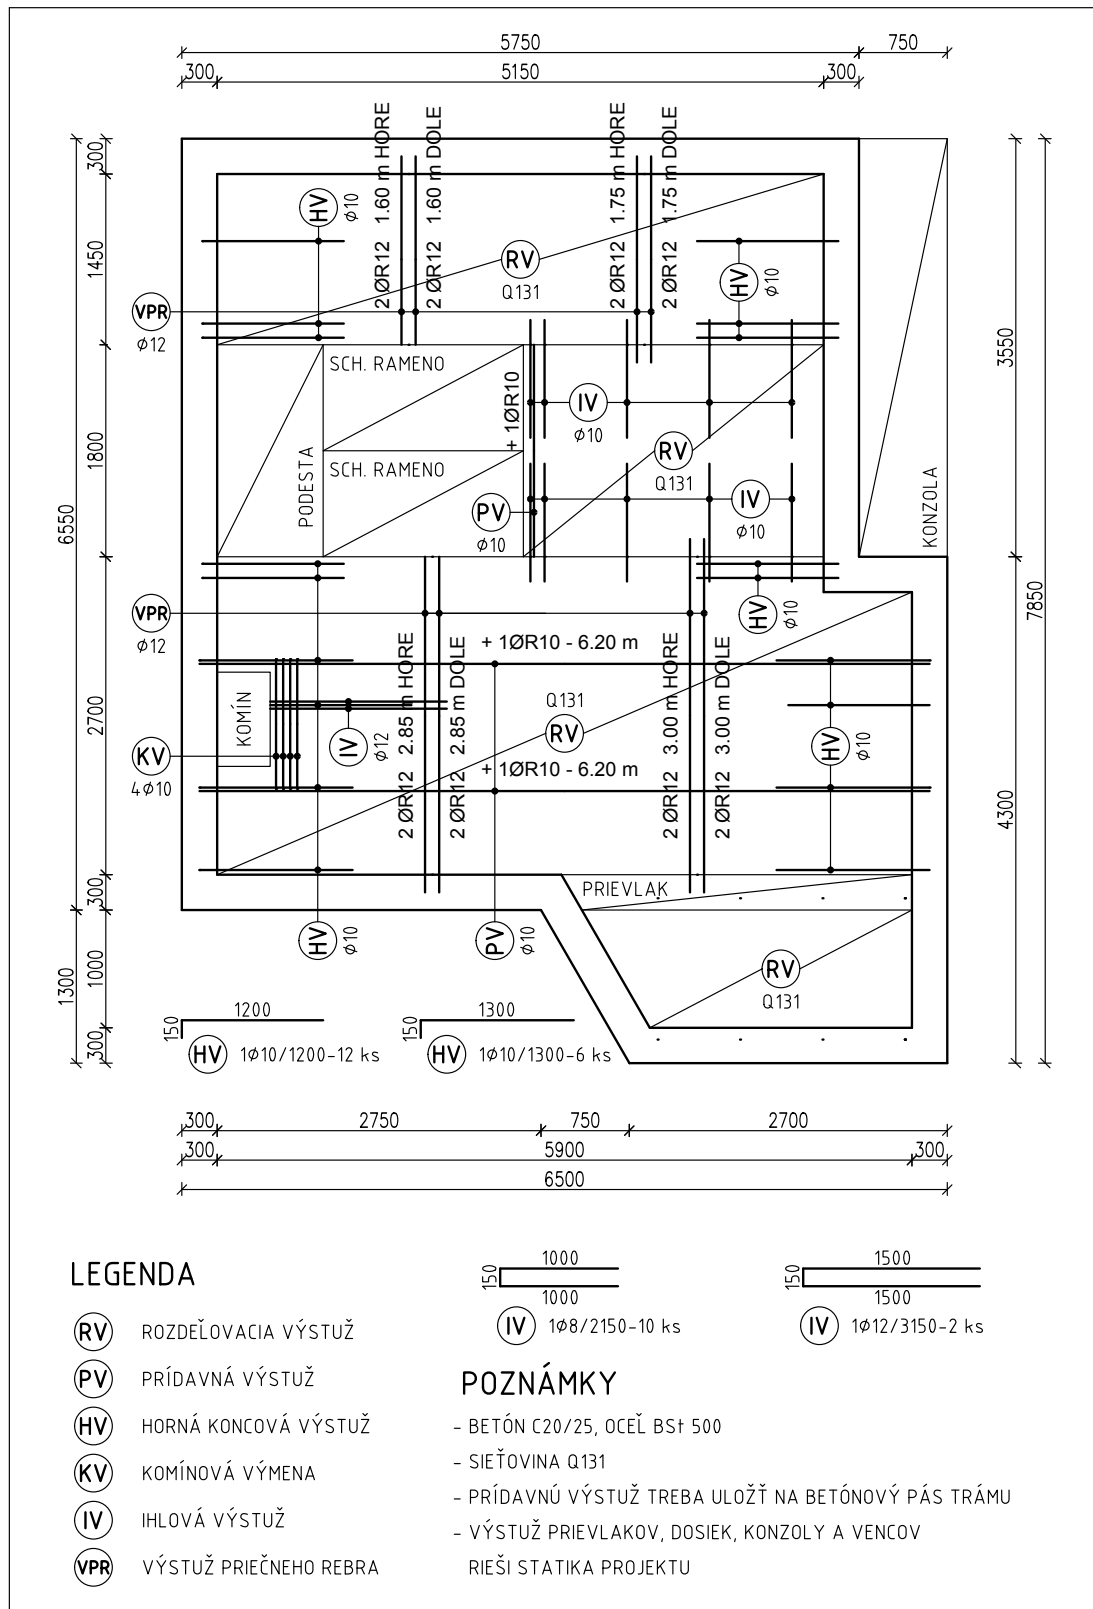 5750
750
300
5150
300
300
1450
1800
6550
2700
300
1000
1300
300
3550
7850
4300
2 ØR12 1.60 m HORE
2 ØR12 1.60 m DOLE
2 ØR12 1.75 m HORE
2 ØR12 1.75 m DOLE
HV
ϕ10
RV
Q131
HV
ϕ10
VPR
ϕ12
SCH. RAMENO
+ 1ØR10
IV
ϕ10
RV
Q131
SCH. RAMENO
PODESTA
PV
ϕ10
IV
ϕ10
KONZOLA
VPR
ϕ12
HV
ϕ10
+ 1ØR10 - 6.20 m
2 ØR12 2.85 m HORE
2 ØR12 2.85 m DOLE
2 ØR12 3.00 m HORE
2 ØR12 3.00 m DOLE
KOMÍN
Q131
RV
IV
ϕ12
HV
ϕ10
KV
4ϕ10
+ 1ØR10 - 6.20 m
PRIEVLAK
HV
ϕ10
PV
ϕ10
RV
Q131
1200
150
HV
1ϕ10/1200-12 ks
1300
150
HV
1ϕ10/1300-6 ks
300
2750
750
2700
300
5900
300
6500
LEGENDA
RV ROZDEĽOVACIA VÝSTUŽ
PV PRÍDAVNÁ VÝSTUŽ
HV HORNÁ KONCOVÁ VÝSTUŽ
KV KOMÍNOVÁ VÝMENA
IV IHLOVÁ VÝSTUŽ
VPR VÝSTUŽ PRIEČNEHO REBRA
1000
150
1000
IV 1ϕ8/2150-10 ks
1500
150
1500
IV 1ϕ12/3150-2 ks
POZNÁMKY
- BETÓN C20/25, OCEĽ BSt 500
- SIEŤOVINA Q131
- PRÍDAVNÚ VÝSTUŽ TREBA ULOŽŤ NA BETÓNOVÝ PÁS TRÁMU
- VÝSTUŽ PRIEVLAKOV, DOSIEK, KONZOLY A VENCOV
RIEŠI STATIKA PROJEKTU